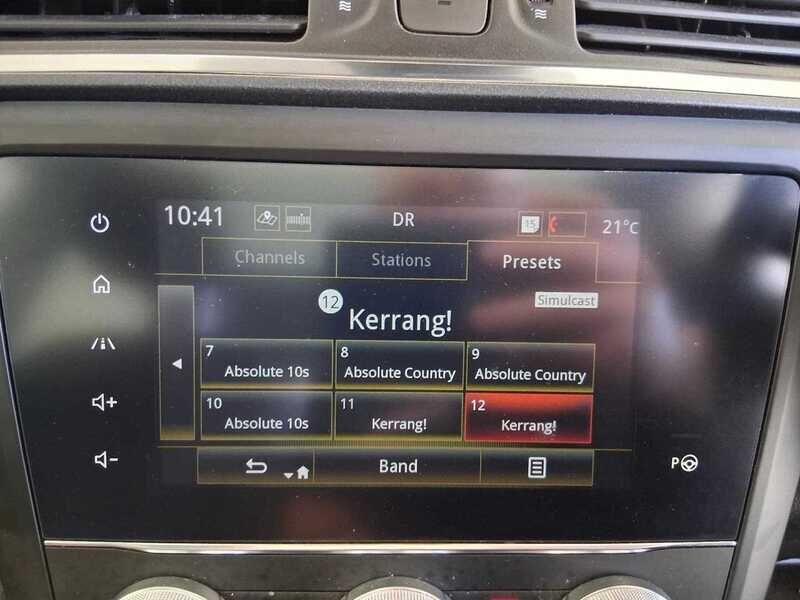 10:41 DR 15 21°C
Channels Stations Presets
12 Simulcast
Kerrang!
7 8 9
Absolute 10s Absolute Country Absolute Country
10 11 12
Absolute 10s Kerrang! Kerrang!
Band
P